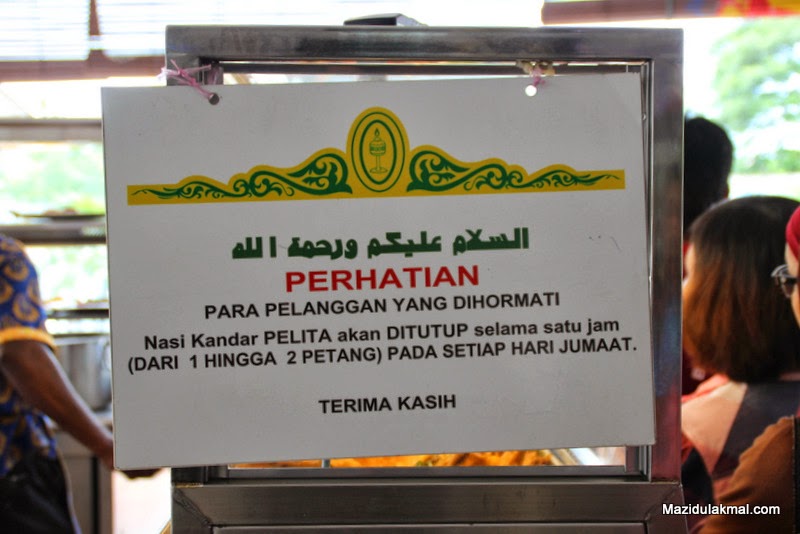 السلام عليكم ورحمة الله
PERHATIAN
PARA PELANGGAN YANG DIHORMATI
Nasi Kandar PELITA akan DITUTUP selama satu jam
(DARI 1 HINGGA 2 PETANG) PADA SETIAP HARI JUMAAT.
TERIMA KASIH
Mazidulakmal.com